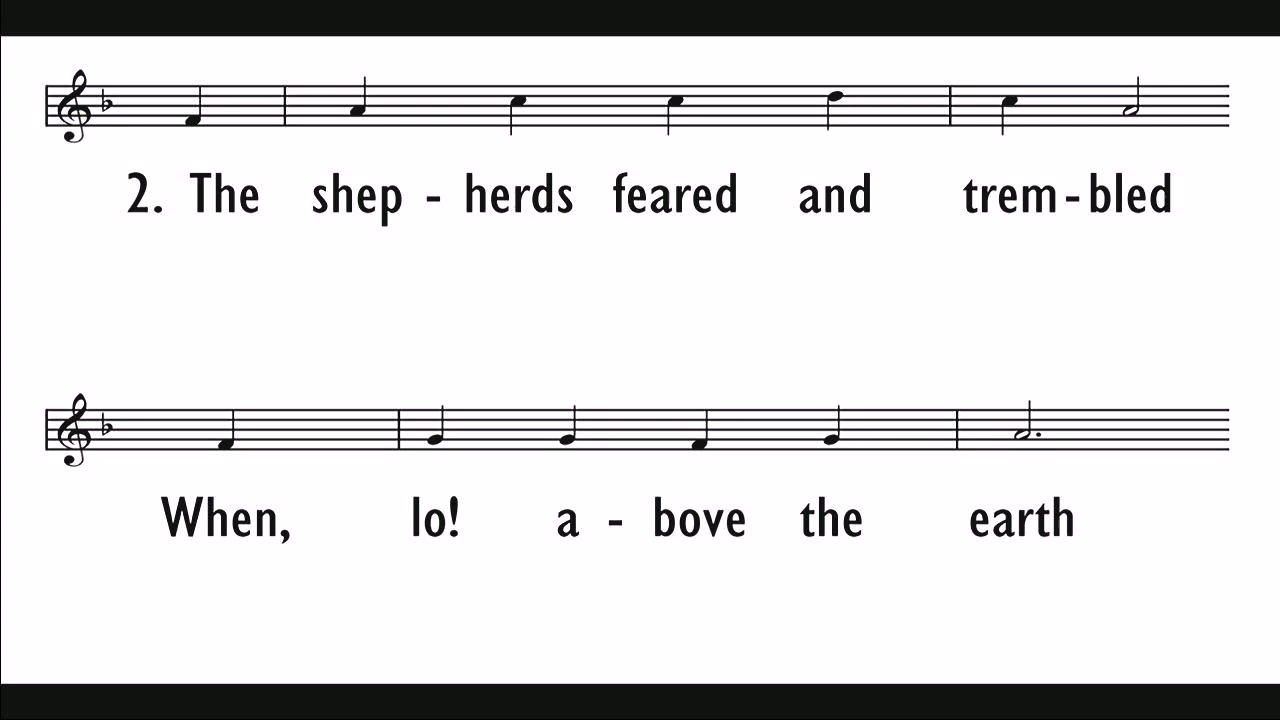 2. The shep - herds feared and trem - bled
When, lo! a - bove the earth